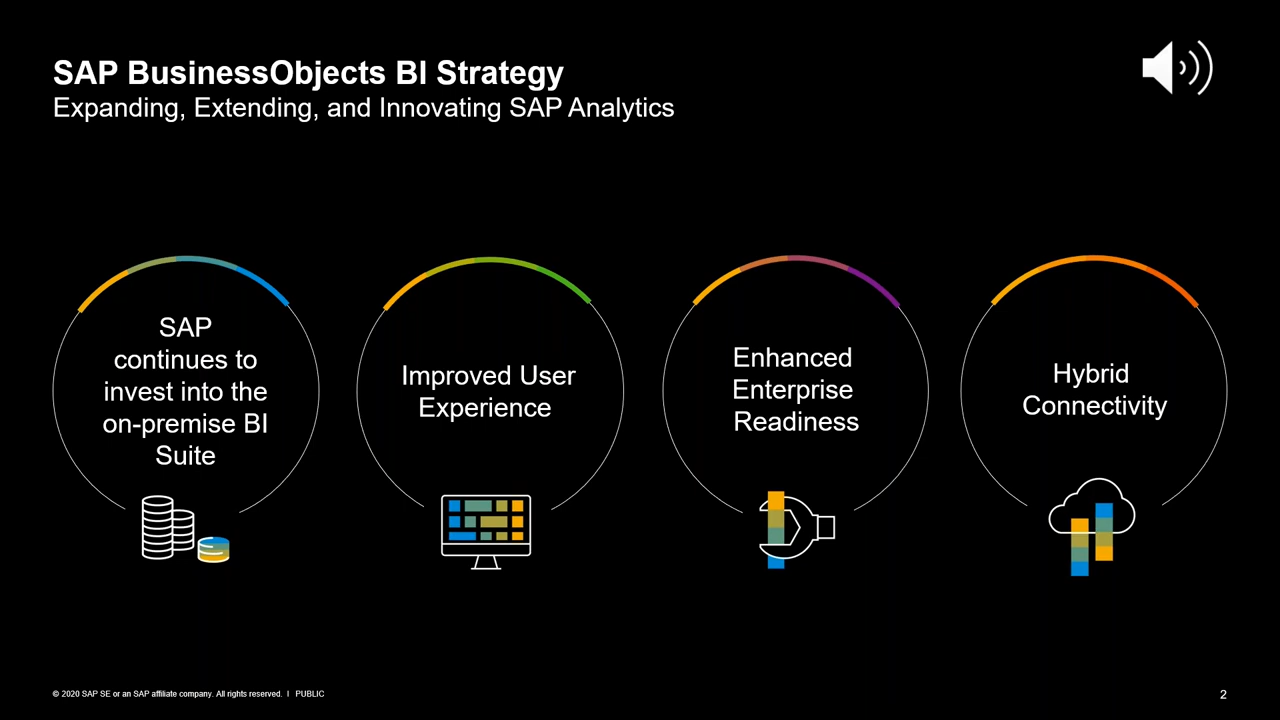 SAP BusinessObjects BI Strategy
Expanding, Extending, and Innovating SAP Analytics
SAP
continues to
invest into the
on-premise BI
Suite
Improved User
Experience
Enhanced
Enterprise
Readiness
Hybrid
Connectivity
© 2020 SAP SE or an SAP affiliate company. All rights reserved. I PUBLIC
2